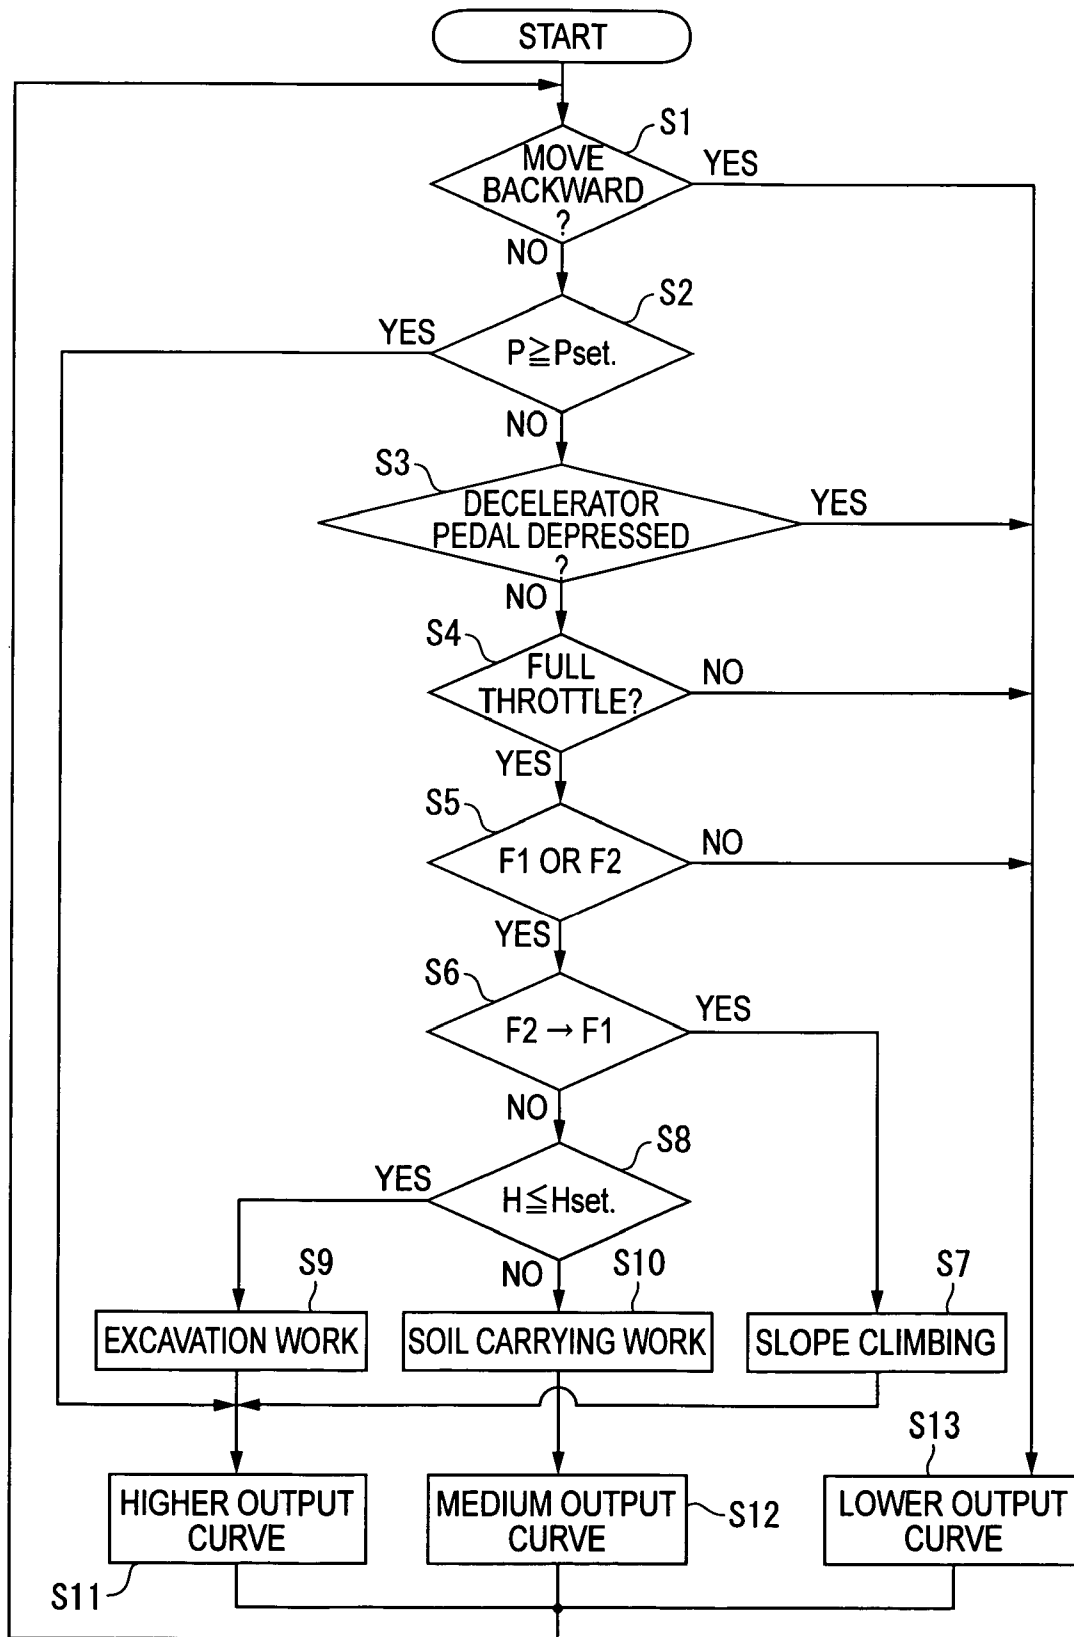 START
S1
MOVE
BACKWARD
?
YES
NO
S2
YES
P≧Pset.
NO
S3
DECELERATOR
PEDAL DEPRESSED
?
YES
NO
S4
FULL
THROTTLE?
NO
YES
S5
F1 OR F2
NO
YES
S6
F2 → F1
YES
NO
S8
YES
H≦Hset.
NO
S9
S10
S7
EXCAVATION WORK
SOIL CARRYING WORK
SLOPE CLIMBING
S13
HIGHER OUTPUT
CURVE
MEDIUM OUTPUT
CURVE
S12
LOWER OUTPUT
CURVE
S11